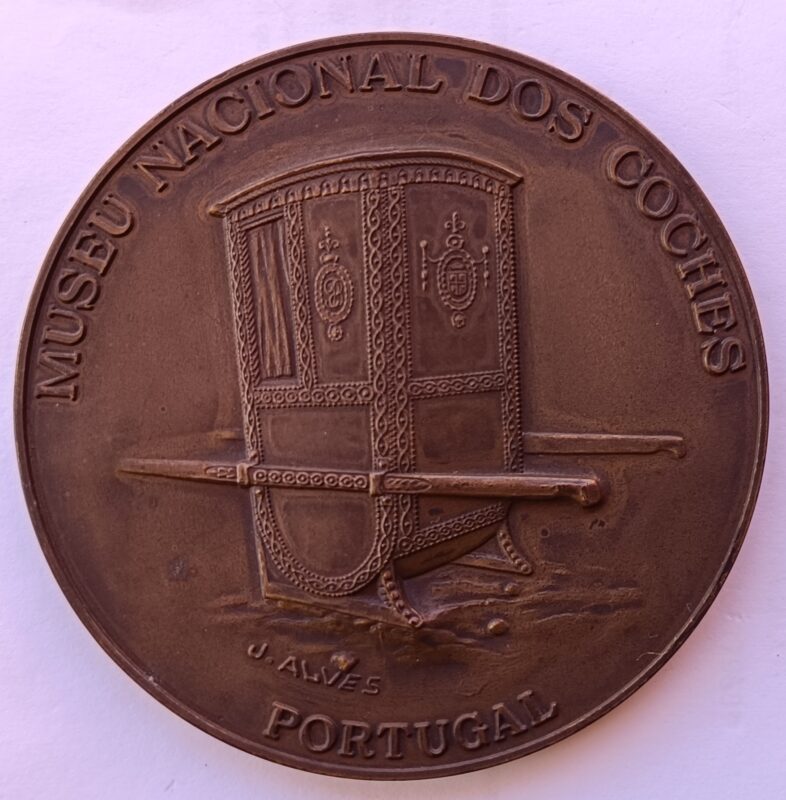 MUSEU NACIONAL DOS COCHES
J. ALVES
PORTUGAL